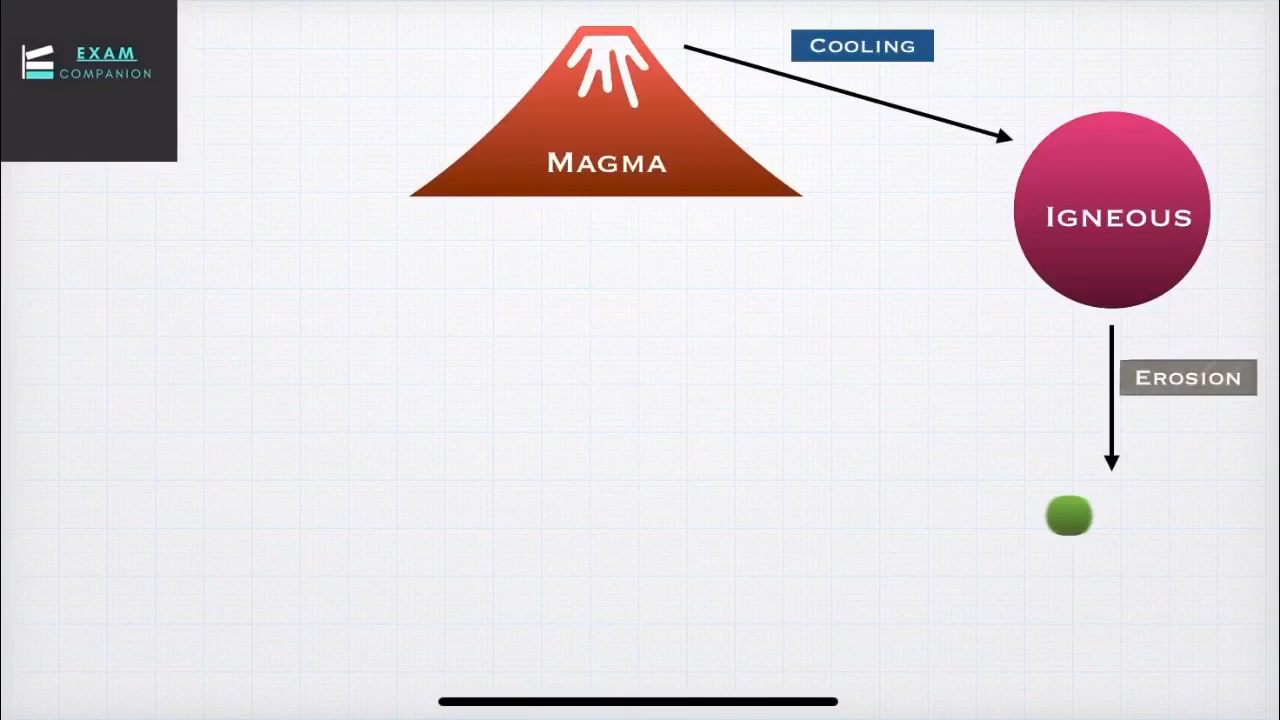 EXAM
COMPANION
COOLING
MAGMA
IGNEOUS
EROSION